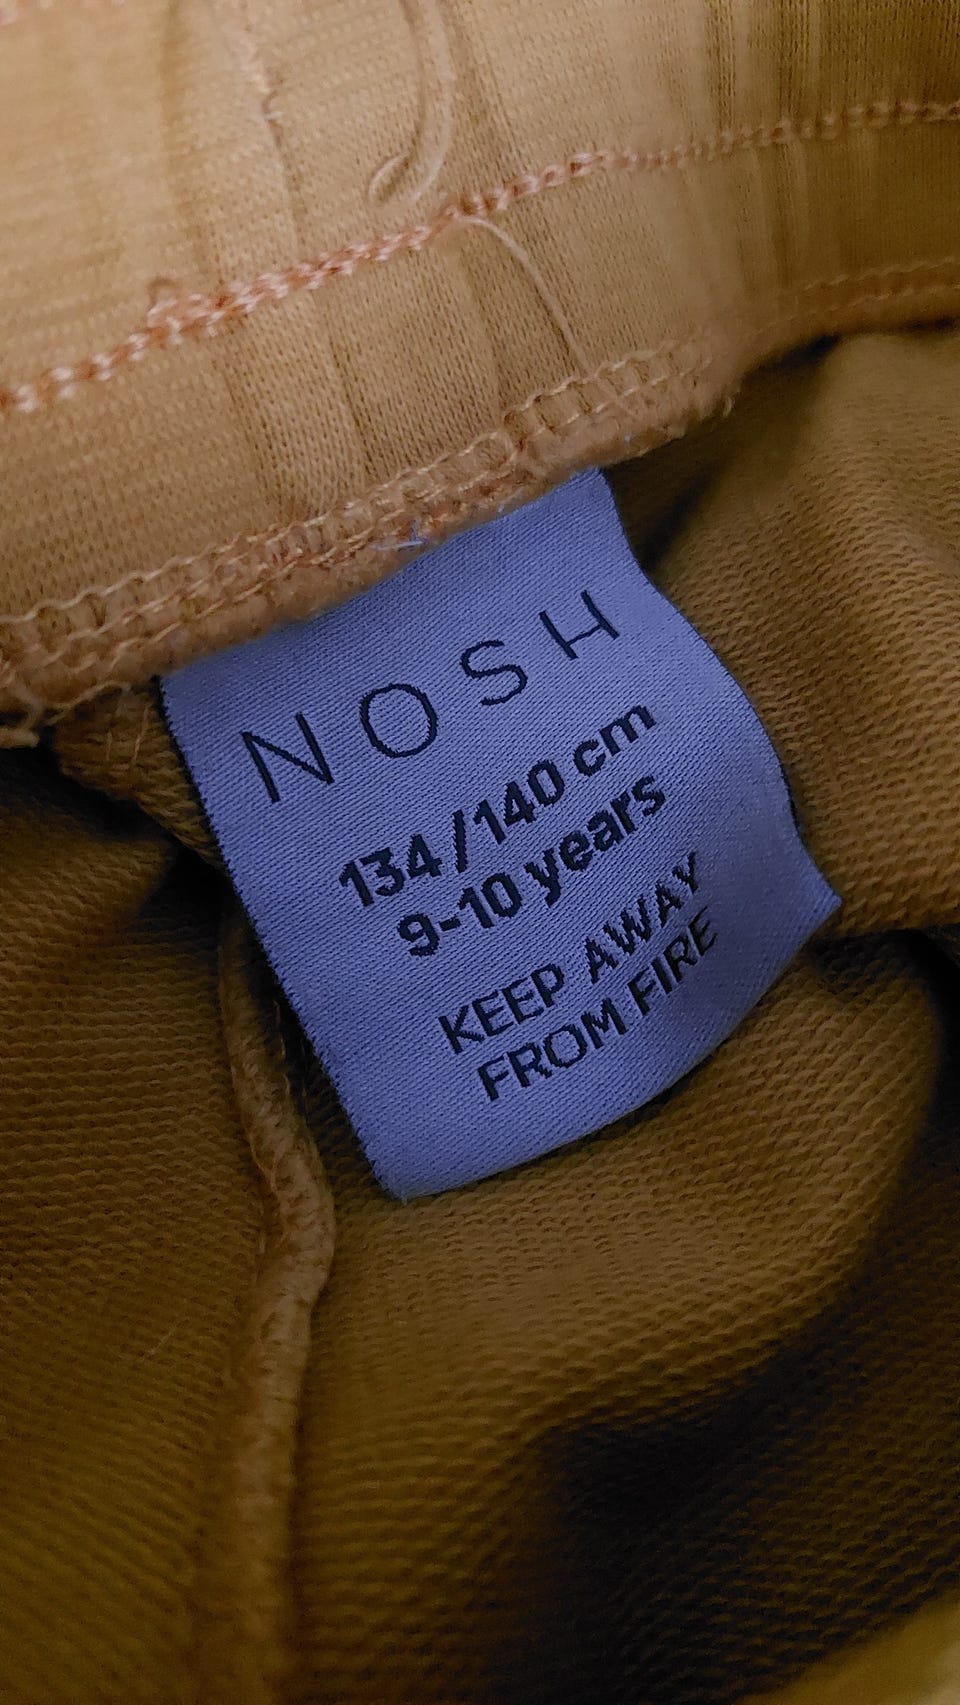 NOSH
134/140 cm
9-10 years
KEEP AWAY
FROM FIRE